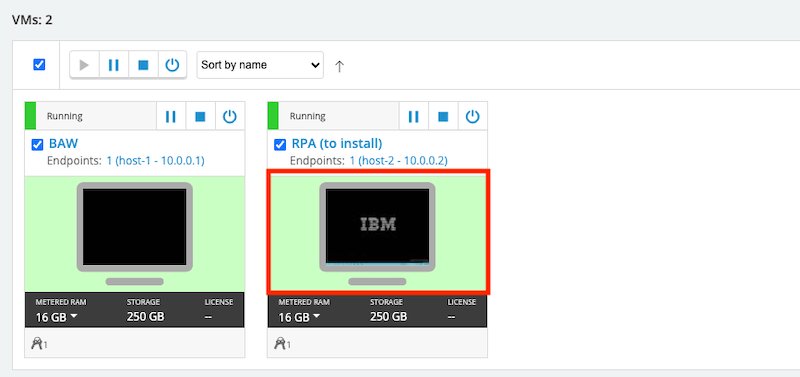 VMs: 2
Sort by name
Running
BAW
Endpoints: 1 (host-1 - 10.0.0.1)
METERED RAM STORAGE LICENSE
16 GB 250 GB --
1
Running
RPA (to install)
Endpoints: 1 (host-2 - 10.0.0.2)
IBM
METERED RAM STORAGE LICENSE
16 GB 250 GB --
1